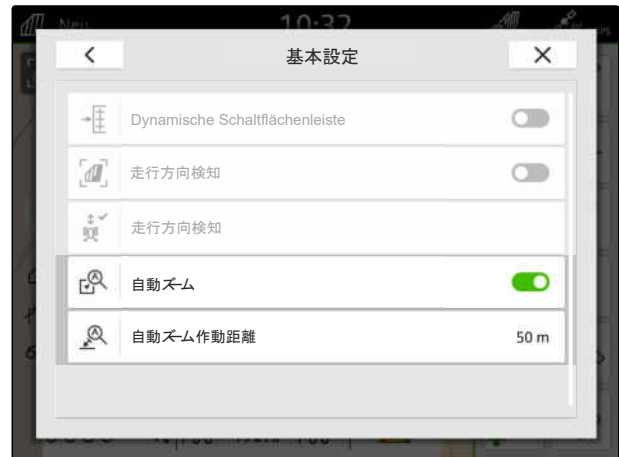 Neu 10:32 GPS
基本設定
Dynamische Schaltflächenleiste
走行方向検知
走行方向検知
自動ズーム
自動ズーム作動距離 50 m